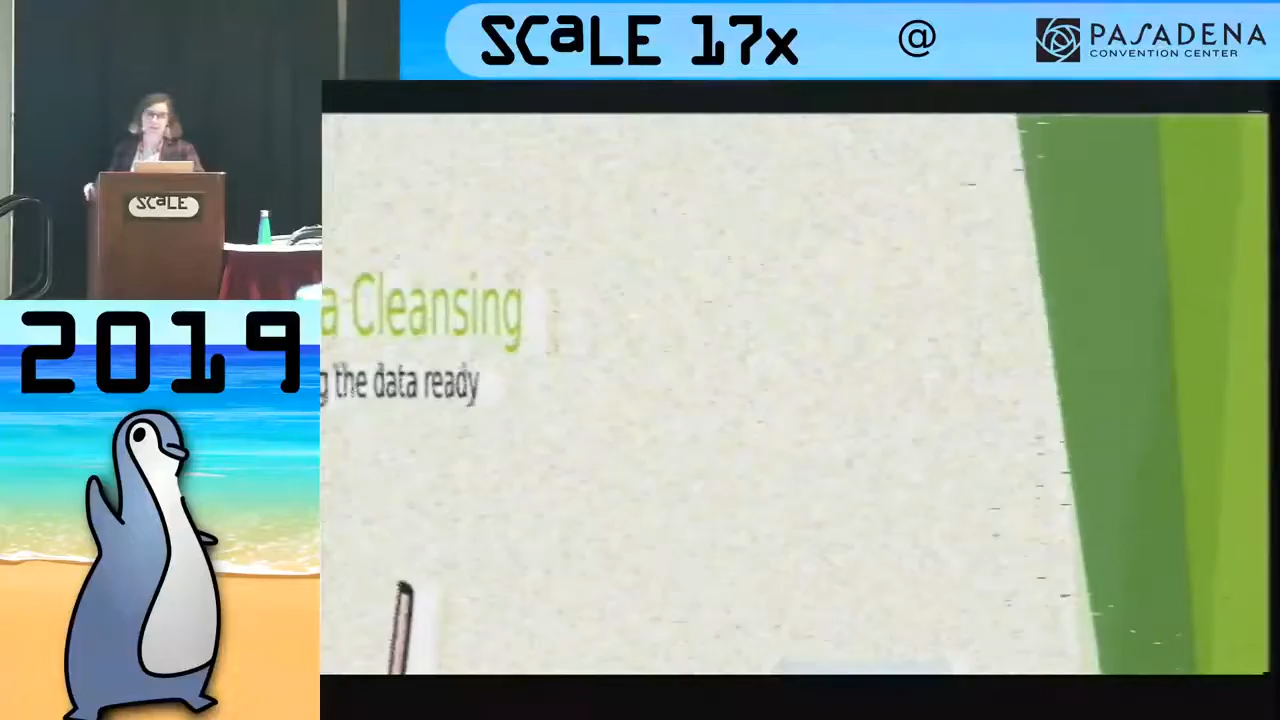 SCaLE 17x
@
PASADENA
CONVENTION CENTER
SCALE
2019
a Cleansing
g the data ready